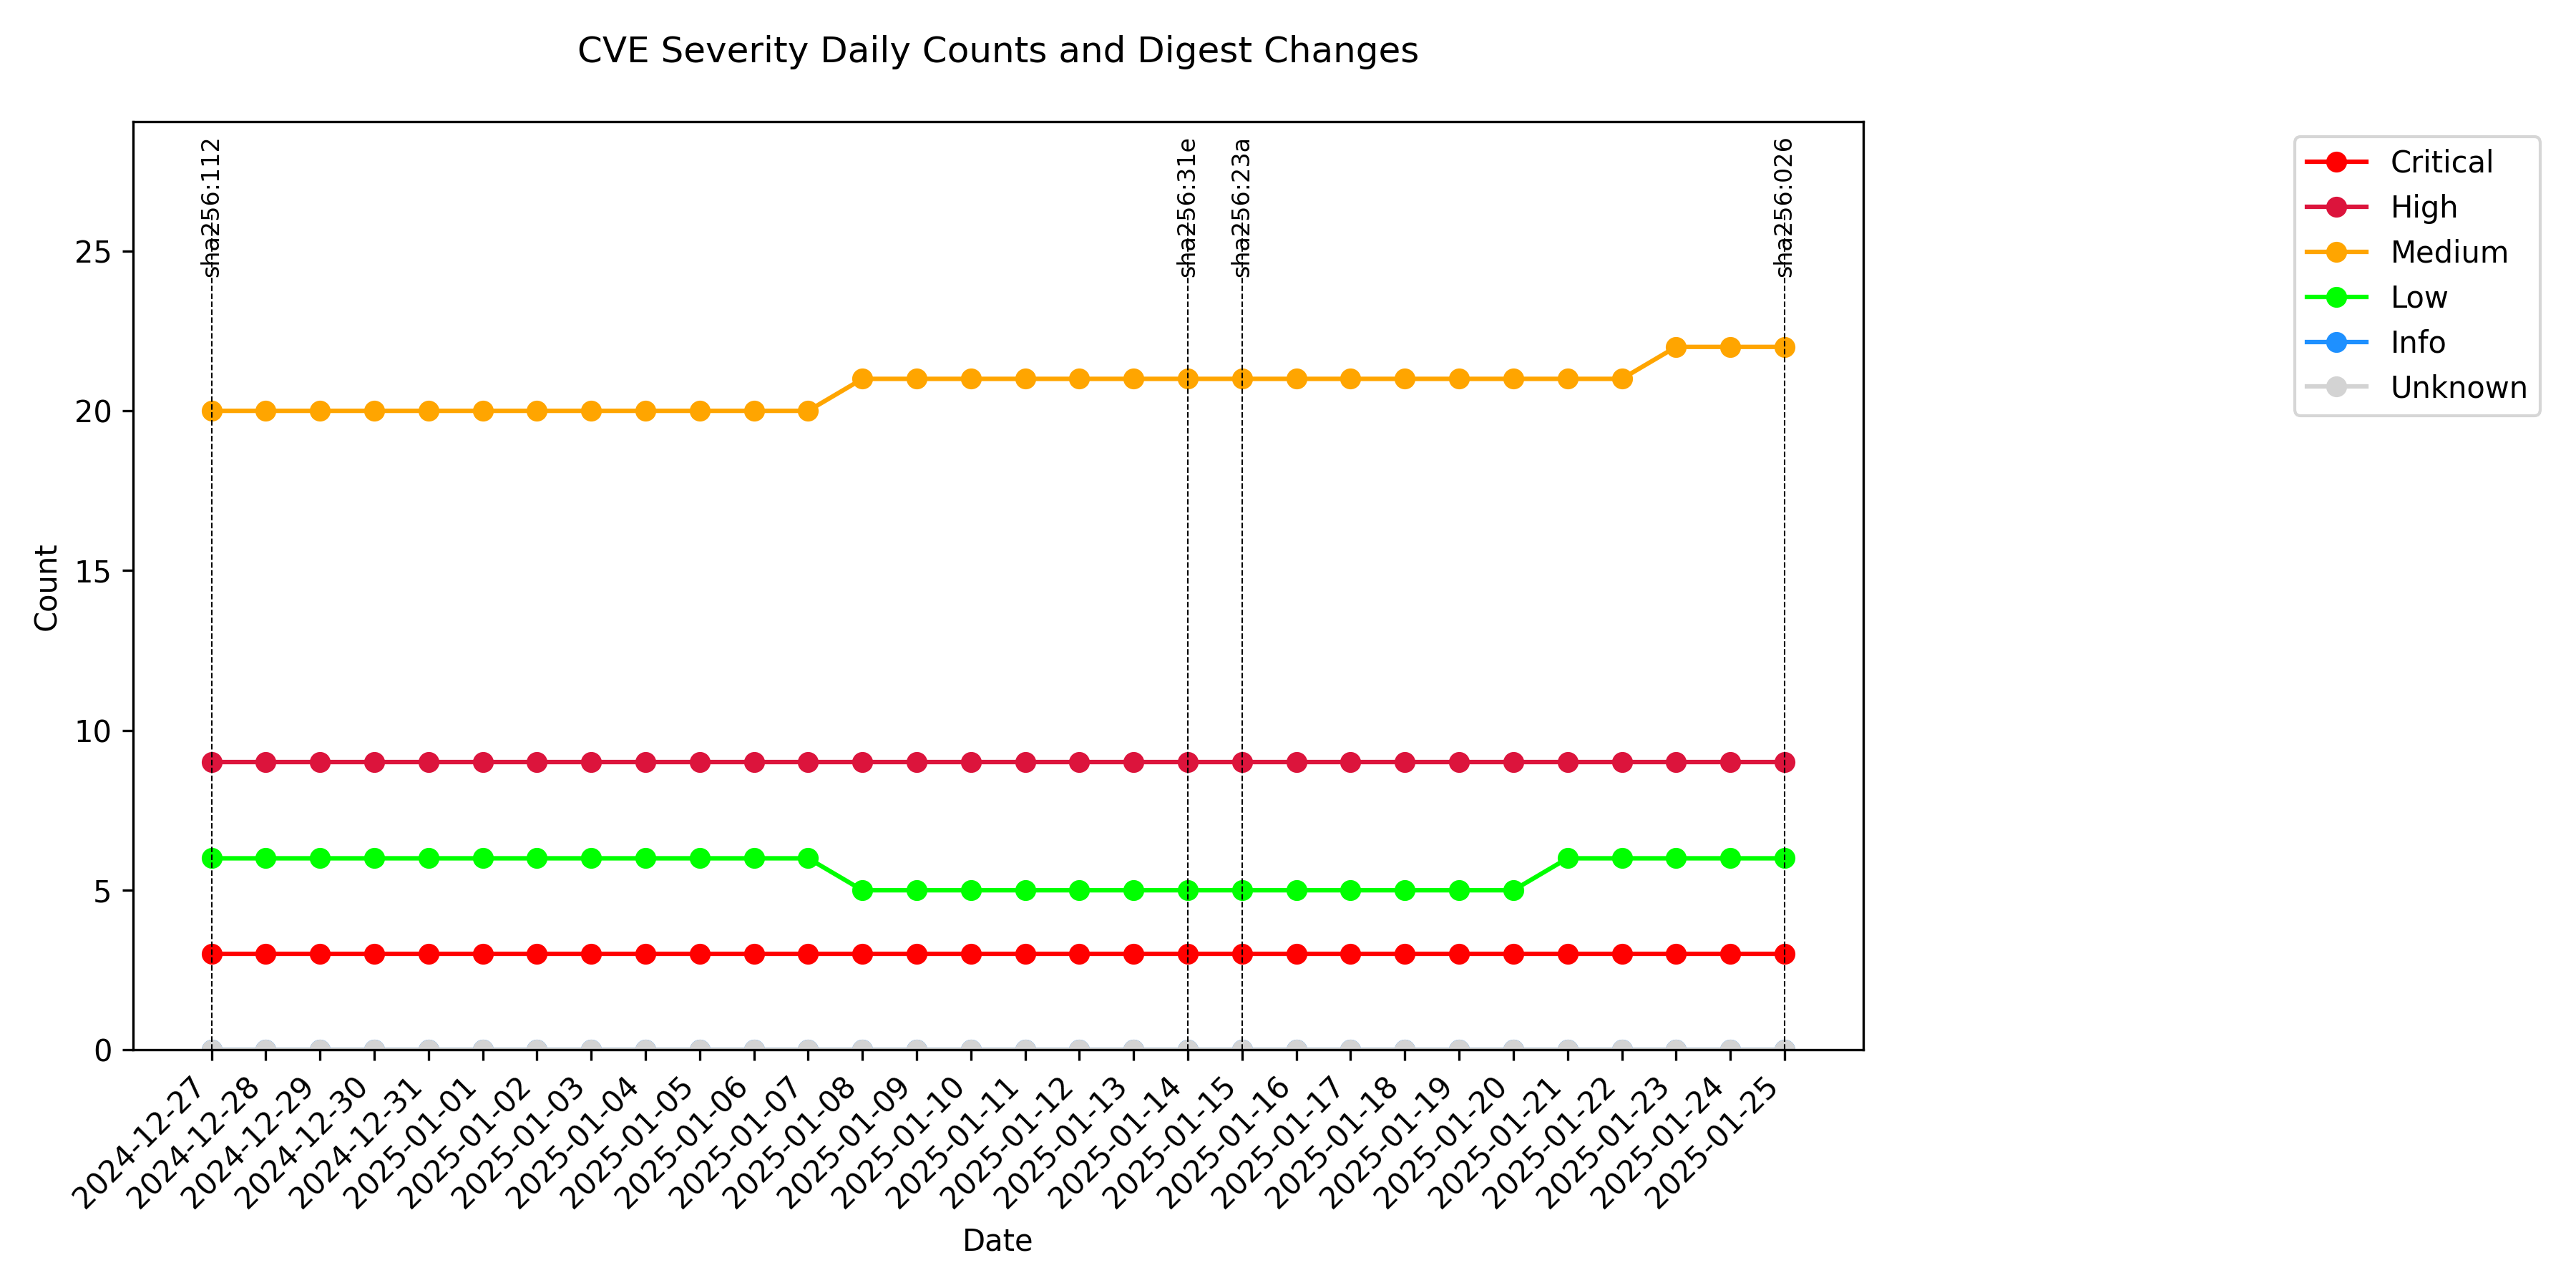 CVE Severity Daily Counts and Digest Changes
sha256:112
sha256:31e
sha256:23a
sha256:026
Critical
High
Medium
Low
Info
Unknown
Count
25
20
15
10
5
0
2024-12-27
2024-12-28
2024-12-29
2024-12-30
2024-12-31
2025-01-01
2025-01-02
2025-01-03
2025-01-04
2025-01-05
2025-01-06
2025-01-07
2025-01-08
2025-01-09
2025-01-10
2025-01-11
2025-01-12
2025-01-13
2025-01-14
2025-01-15
2025-01-16
2025-01-17
2025-01-18
2025-01-19
2025-01-20
2025-01-21
2025-01-22
2025-01-23
2025-01-24
2025-01-25
Date